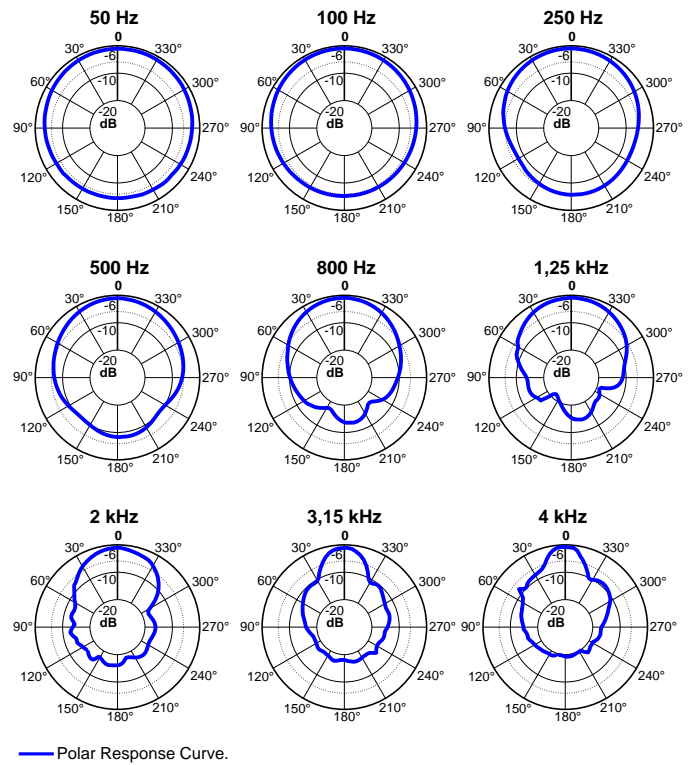 50 Hz 100 Hz 250 Hz
0 0 0
30° 330° 30° 330° 30° 330°
-6 -6 -6
60° 300° 60° 300° 60° 300°
-10 -10 -10
-20 -20 -20
dB dB dB
90° 270° 90° 270° 90° 270°
120° 240° 120° 240° 120° 240°
150° 210° 150° 210° 150° 210°
180° 180° 180°
500 Hz 800 Hz 1,25 kHz
0 0 0
30° 330° 30° 330° 30° 330°
-6 -6 -6
60° 300° 60° 300° 60° 300°
-10 -10 -10
-20 -20 -20
dB dB dB
90° 270° 90° 270° 90° 270°
120° 240° 120° 240° 120° 240°
150° 210° 150° 210° 150° 210°
180° 180° 180°
2 kHz 3,15 kHz 4 kHz
0 0 0
30° 330° 30° 330° 30° 330°
-6 -6 -6
60° 300° 60° 300° 60° 300°
-10 -10 -10
-20 -20 -20
dB dB dB
90° 270° 90° 270° 90° 270°
120° 240° 120° 240° 120° 240°
150° 210° 150° 210° 150° 210°
180° 180° 180°
Polar Response Curve.